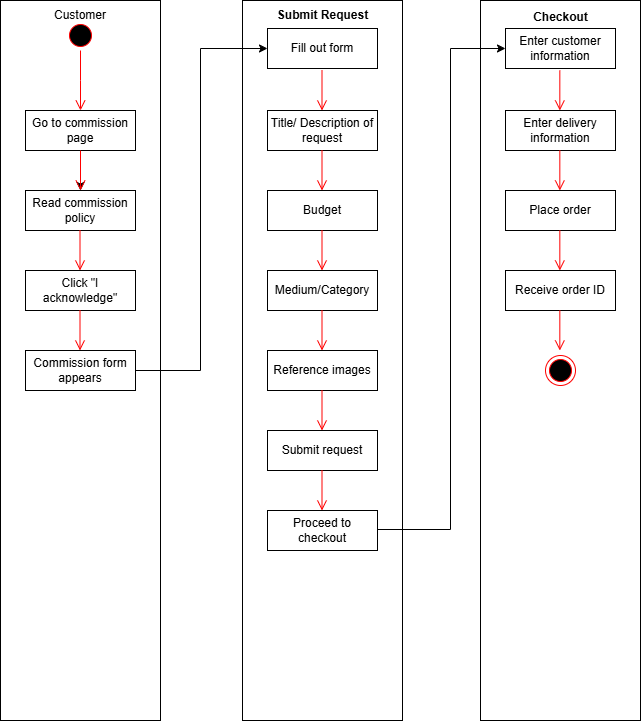 Customer
Go to commission
page
Read commission
policy
Click "I
acknowledge"
Commission form
appears
Submit Request
Fill out form
Title/ Description of
request
Budget
Medium/Category
Reference images
Submit request
Proceed to
checkout
Checkout
Enter customer
information
Enter delivery
information
Place order
Receive order ID